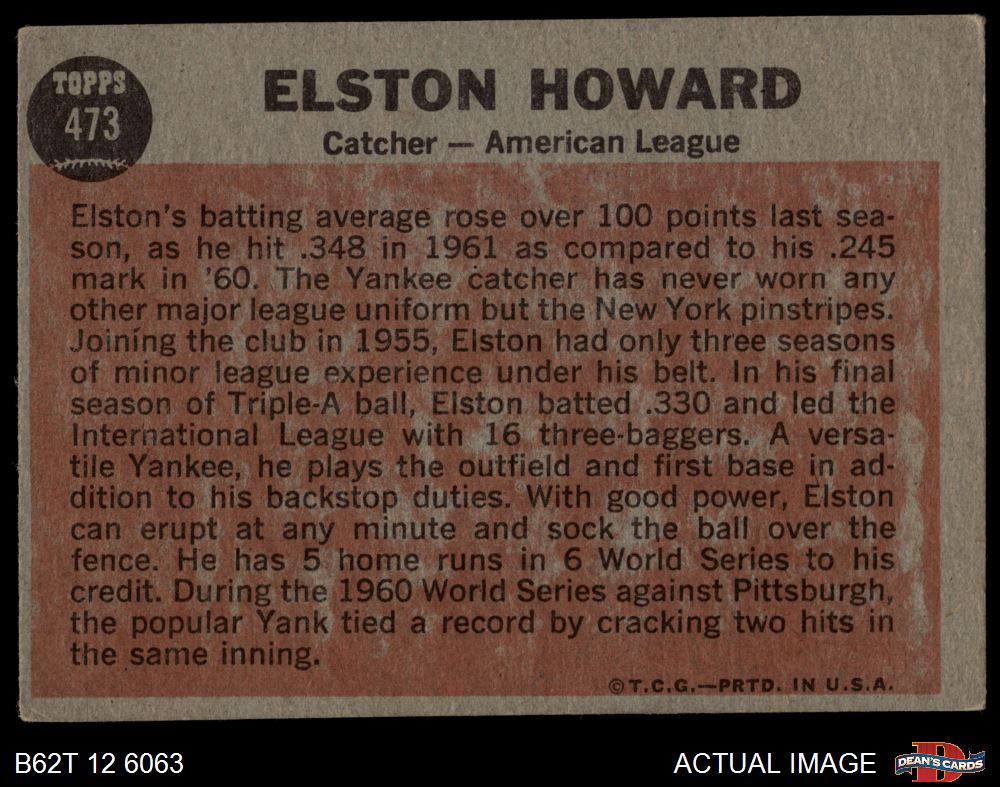 TOPPS
473
ELSTON HOWARD
Catcher — American League
Elston's batting average rose over 100 points last sea-
son, as he hit .348 in 1961 as compared to his .245
mark in '60. The Yankee catcher has never worn any
other major league uniform but the New York pinstripes.
Joining the club in 1955, Elston had only three seasons
of minor league experience under his belt. In his final
season of Triple-A ball, Elston batted .330 and led the
International League with 16 three-baggers. A versa-
tile Yankee, he plays the outfield and first base in ad-
dition to his backstop duties. With good power, Elston
can erupt at any minute and sock the ball over the
fence. He has 5 home runs in 6 World Series to his
credit. During the 1960 World Series against Pittsburgh,
the popular Yank tied a record by cracking two hits in
the same inning.
©T.C.G.—PRTD. IN U.S.A.
B62T 12 6063
ACTUAL IMAGE
D
DEAN'S CARDS